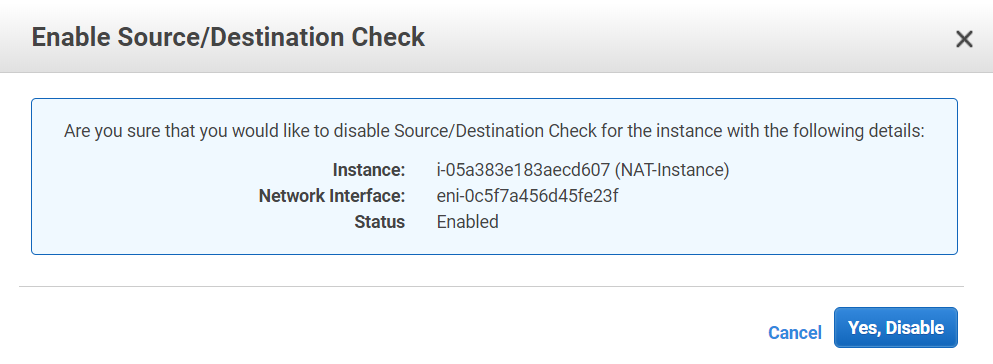 Enable Source/Destination Check
Are you sure that you would like to disable Source/Destination Check for the instance with the following details:
Instance: i-05a383e183aecd607 (NAT-Instance)
Network Interface: eni-0c5f7a456d45fe23f
Status Enabled
Cancel Yes, Disable